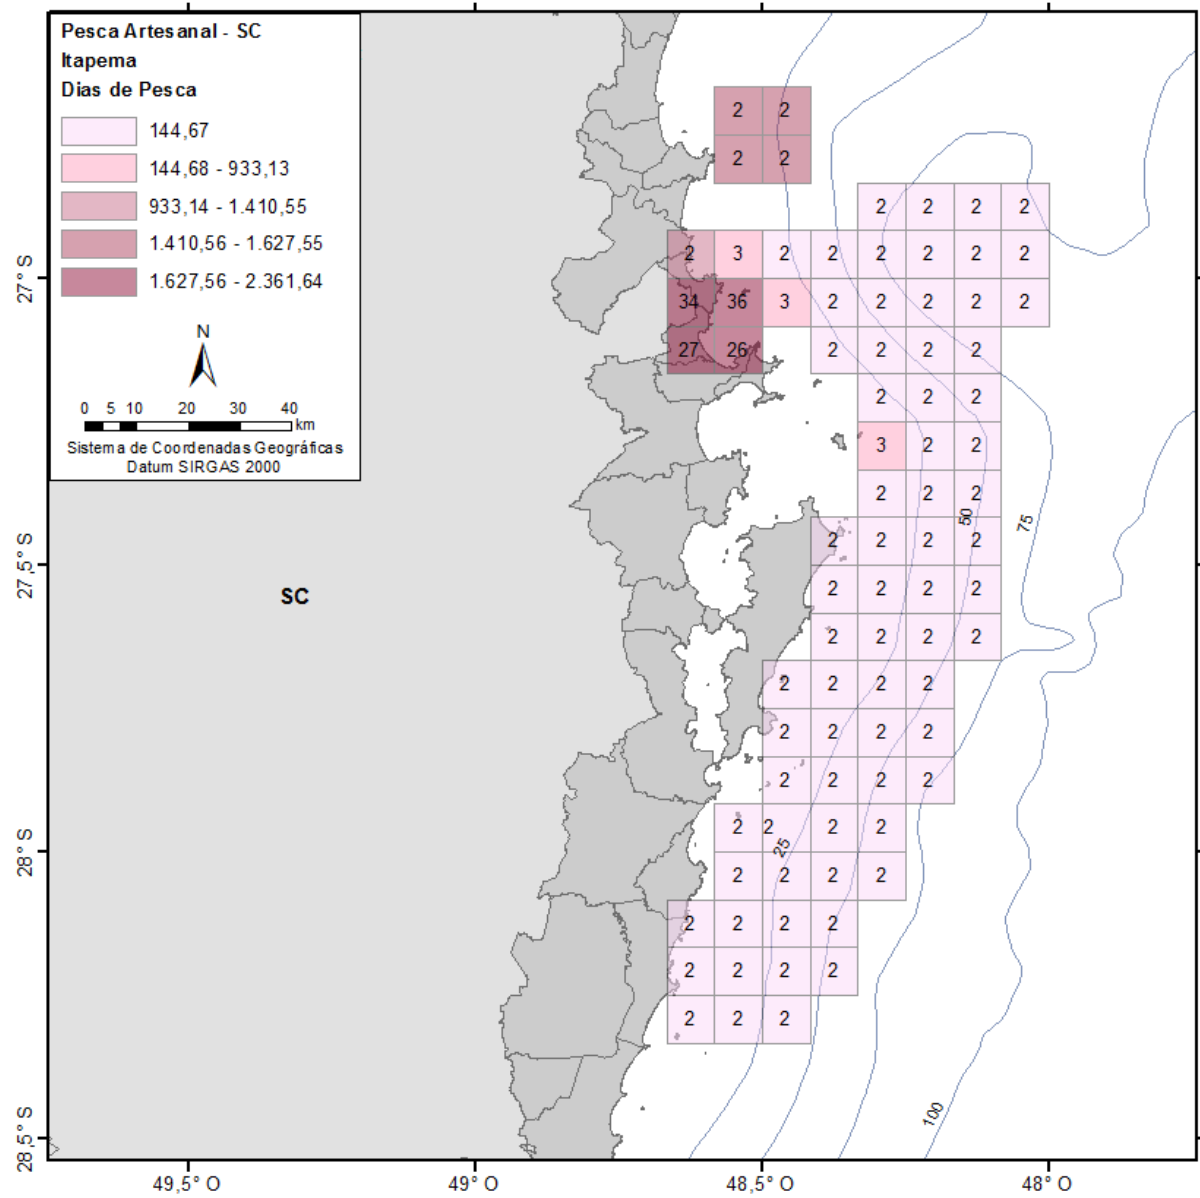 Pesca Artesanal - SC
Itapema
Dias de Pesca
144,67
144,68 - 933,13
933,14 - 1.410,55
1.410,56 - 1.627,55
1.627,56 - 2.361,64
N
0 5 10 20 30 40 km
Sistema de Coordenadas Geográficas
Datum SIRGAS 2000
2 2
2 2
2 2 2 2
2 3 2 2 2 2 2 2
34 36 3 2 2 2 2 2
27 26 2 2 2 2
2 2 2
3 2 2
2 2 2
50
75
2 2 2 2
2 2 2 2
SC
2 2 2 2
2 2 2 2
2 2 2 2
2 2 2 2
2 2 2 2
25
2 2 2 2
2 2 2 2
2 2 2 2
2 2 2
100
27° S
27,5° S
28° S
28,5° S
49,5° O
49° O
48,5° O
48° O